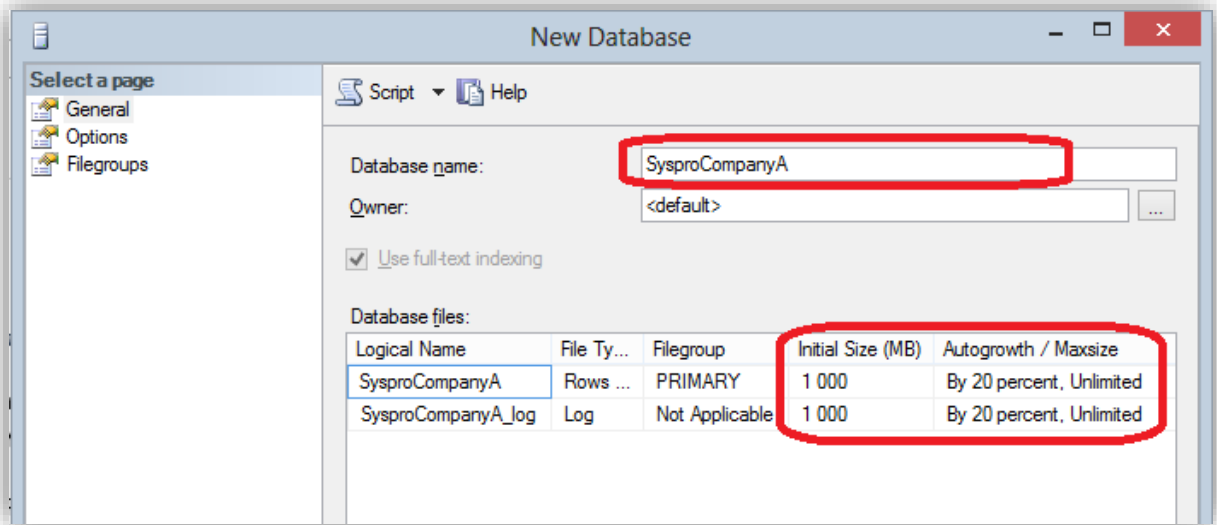 New Database
Select a page
General
Options
Filegroups
Script Help
Database name: SysproCompanyA
Owner: <default> ...
Use full-text indexing
Database files:
Logical Name File Ty... Filegroup Initial Size (MB) Autogrowth / Maxsize
SysproCompanyA Rows ... PRIMARY 1 000 By 20 percent, Unlimited
SysproCompanyA_log Log Not Applicable 1 000 By 20 percent, Unlimited